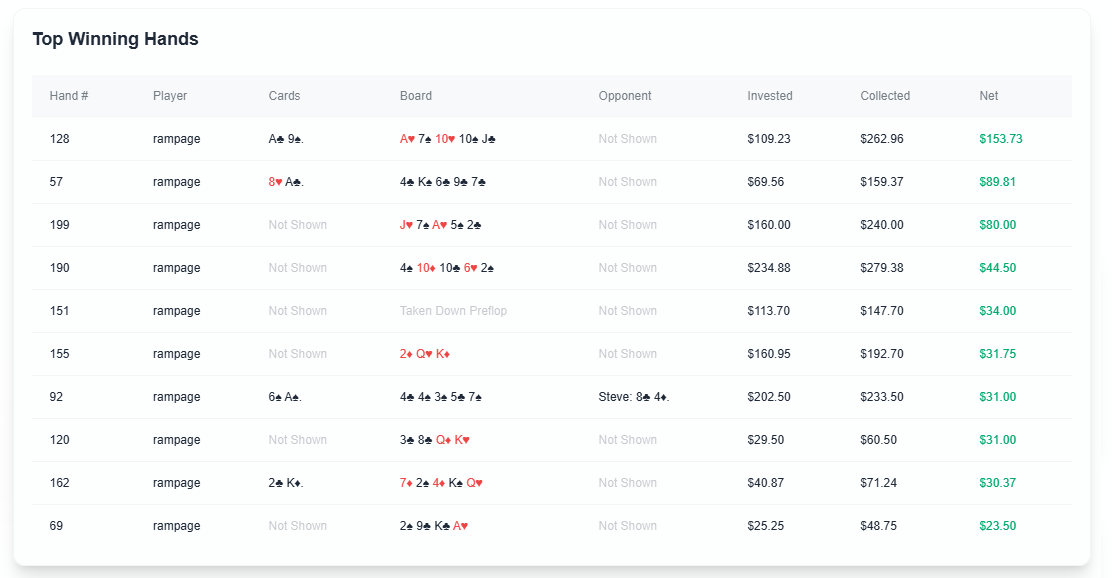 Top Winning Hands
Hand # Player Cards Board Opponent Invested Collected Net
128 rampage A♣ 9♠. A♥ 7♠ 10♥ 10♠ J♣ Not Shown $109.23 $262.96 $153.73
57 rampage 8♥ A♣. 4♣ K♠ 6♣ 9♣ 7♣ Not Shown $69.56 $159.37 $89.81
199 rampage Not Shown J♥ 7♠ A♥ 5♠ 2♣ Not Shown $160.00 $240.00 $80.00
190 rampage Not Shown 4♠ 10♦ 10♣ 6♥ 2♠ Not Shown $234.88 $279.38 $44.50
151 rampage Not Shown Taken Down Preflop Not Shown $113.70 $147.70 $34.00
155 rampage Not Shown 2♦ Q♥ K♦ Not Shown $160.95 $192.70 $31.75
92 rampage 6♠ A♠. 4♣ 4♠ 3♠ 5♣ 7♠ Steve: 8♣ 4♦. $202.50 $233.50 $31.00
120 rampage Not Shown 3♣ 8♣ Q♦ K♥ Not Shown $29.50 $60.50 $31.00
162 rampage 2♣ K♦. 7♦ 2♠ 4♦ K♠ Q♥ Not Shown $40.87 $71.24 $30.37
69 rampage Not Shown 2♠ 9♣ K♣ A♥ Not Shown $25.25 $48.75 $23.50